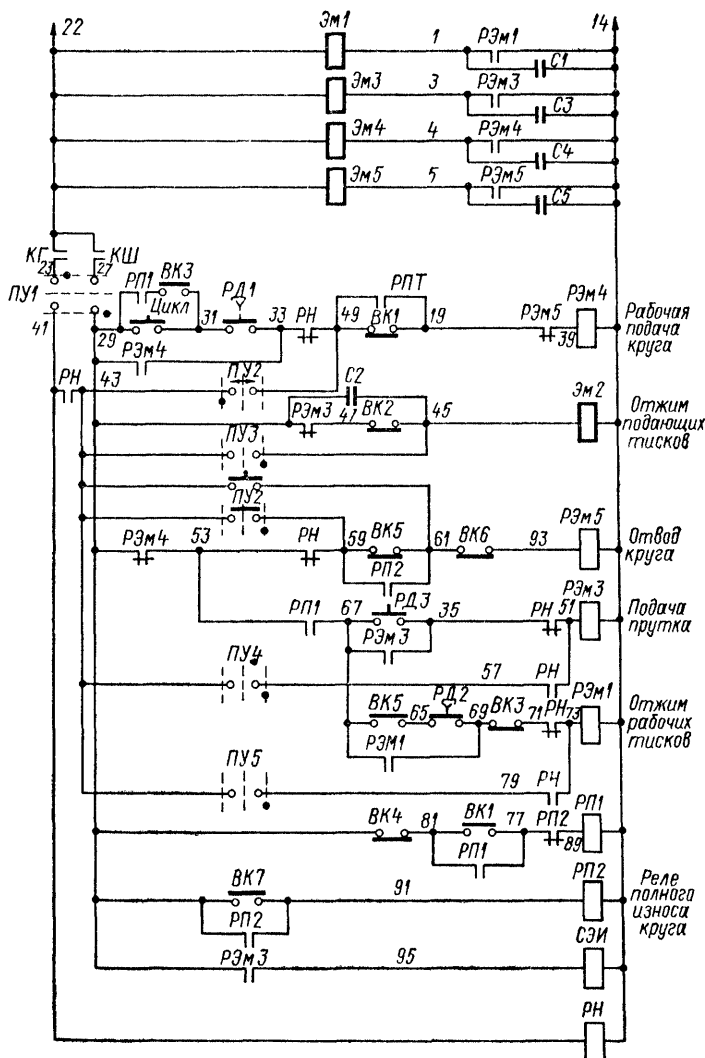 22 Эм1 1 14
РЭм1
С1
Эм3 3 РЭм3
С3
Эм4 4 РЭм4
С4
Эм5 5 РЭм5
С5
КГ КШ
23 27
ПУ1
РП1 ВК3 РПТ
Цикл РД1
41 29 31 33 РН 49 ВК1 19 РЭм5 39 РЭм4
Рабочая
подача
круга
РЭм4
РН 43 ПУ2
С2
РЭм3 47 ВК2 45 Эм2
Отжим
подающих
тисков
ПУ3
ПУ2
РЭм4 53 РН 59 ВК5 61 ВК6 93 РЭм5
Отвод
круга
РП2
РП1 67 РД3 35 РН 51 РЭм3
Подача
прутка
РЭм3
ПУ4 57 РН
ВК5 65 РД2 69 ВК3 71 РН 73 РЭм1
Отжим
рабочих
тисков
РЭМ1
ПУ5 79 РН
ВК4 81 ВК1 77 РП2 89 РП1
РП1
ВК7 91 РП2
Реле
полного
износа
круга
РП2
РЭм3 95 СЭИ
РН